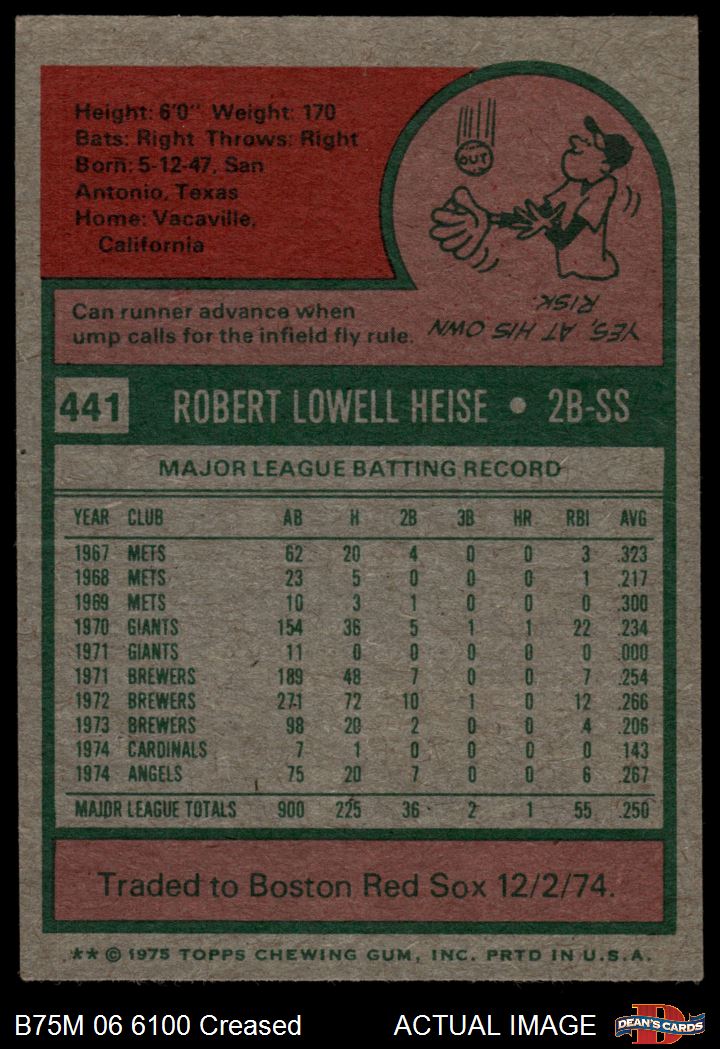 Height: 6'0" Weight: 170
Bats: Right Throws: Right
Born: 5-12-47, San
Antonio, Texas
Home: Vacaville,
California
OUT
Can runner advance when
ump calls for the infield fly rule.
YES, AT HIS OWN
RISK.
441 ROBERT LOWELL HEISE • 2B-SS
MAJOR LEAGUE BATTING RECORD
YEAR CLUB AB H 2B 3B HR RBI AVG
1967 METS 62 20 4 0 0 3 .323
1968 METS 23 5 0 0 0 1 .217
1969 METS 10 3 1 0 0 0 .300
1970 GIANTS 154 36 5 1 1 22 .234
1971 GIANTS 11 0 0 0 0 0 .000
1971 BREWERS 189 48 7 0 0 7 .254
1972 BREWERS 271 72 10 1 0 12 .266
1973 BREWERS 98 20 2 0 0 4 .206
1974 CARDINALS 7 1 0 0 0 0 .143
1974 ANGELS 75 20 7 0 0 6 .267
MAJOR LEAGUE TOTALS 900 225 36 2 1 55 .250
Traded to Boston Red Sox 12/2/74.
** © 1975 TOPPS CHEWING GUM, INC. PRTD IN U.S.A.
B75M 06 6100 Creased ACTUAL IMAGE DEAN'S CARDS